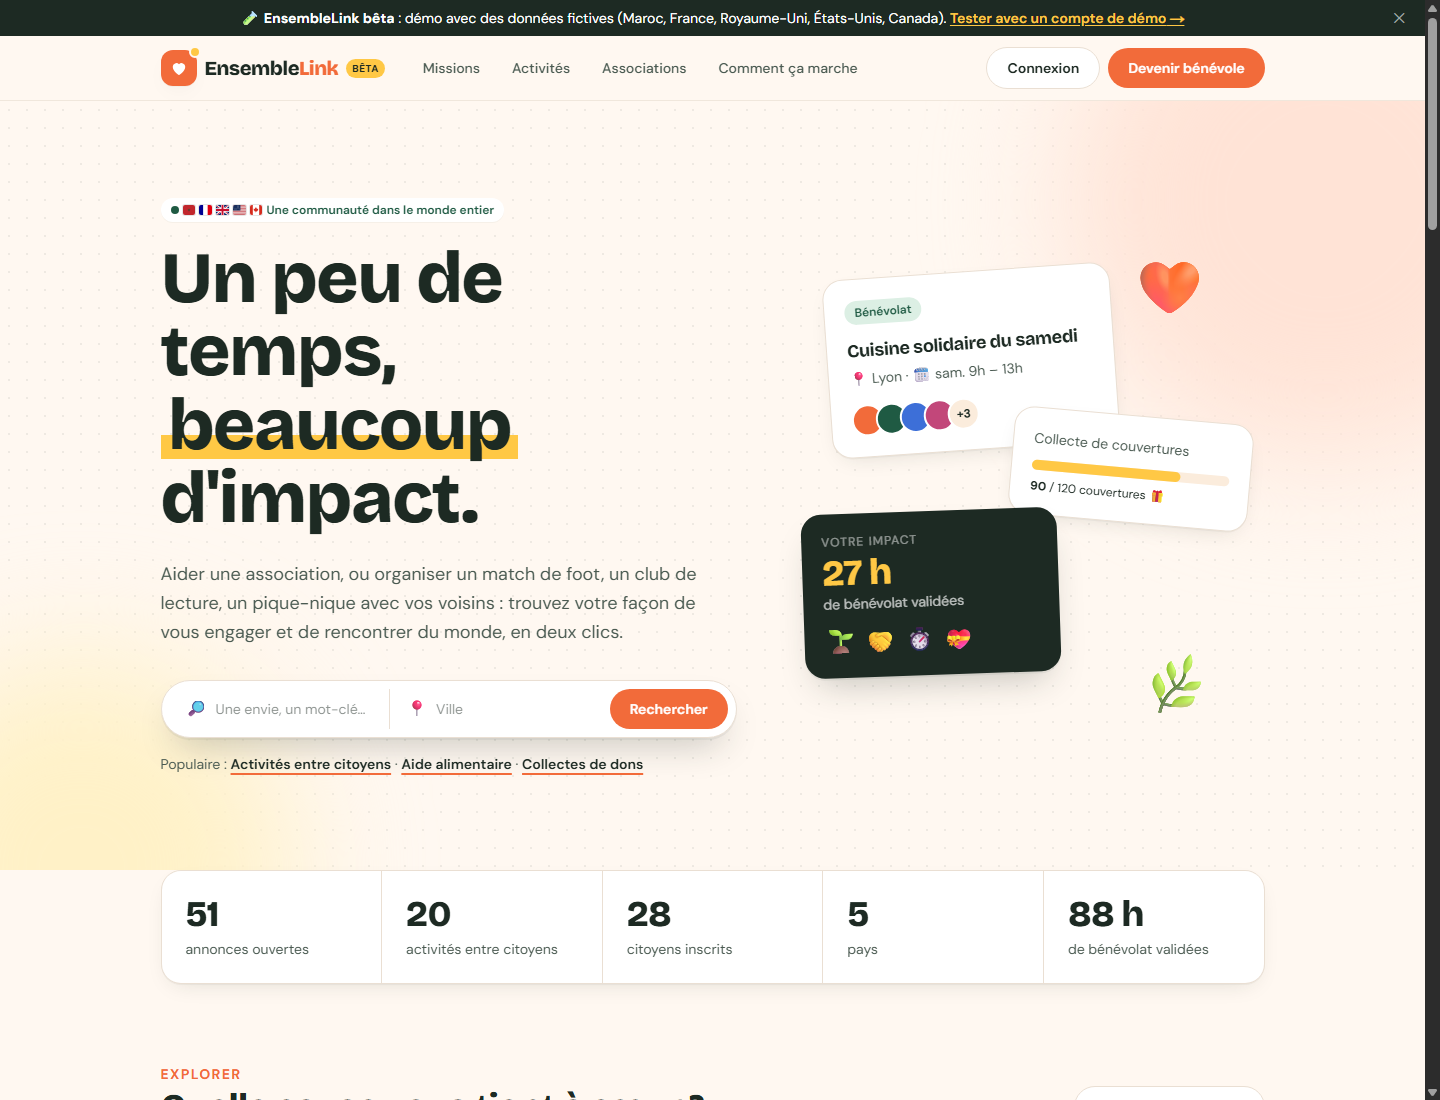 EnsembleLink bêta : démo avec des données fictives (Maroc, France, Royaume-Uni, États-Unis, Canada). Tester avec un compte de démo →
EnsembleLink BÊTA
Missions
Activités
Associations
Comment ça marche
Connexion
Devenir bénévole
Une communauté dans le monde entier
Un peu de
temps,
beaucoup
d'impact.
Aider une association, ou organiser un match de foot, un club de
lecture, un pique-nique avec vos voisins : trouvez votre façon de
vous engager et de rencontrer du monde, en deux clics.
Une envie, un mot-clé...
Ville
Rechercher
Populaire : Activités entre citoyens · Aide alimentaire · Collectes de dons
Bénévolat
Cuisine solidaire du samedi
Lyon · sam. 9h – 13h
+3
Collecte de couvertures
90 / 120 couvertures
VOTRE IMPACT
27 h
de bénévolat validées
51
annonces ouvertes
20
activités entre citoyens
28
citoyens inscrits
5
pays
88 h
de bénévolat validées
EXPLORER